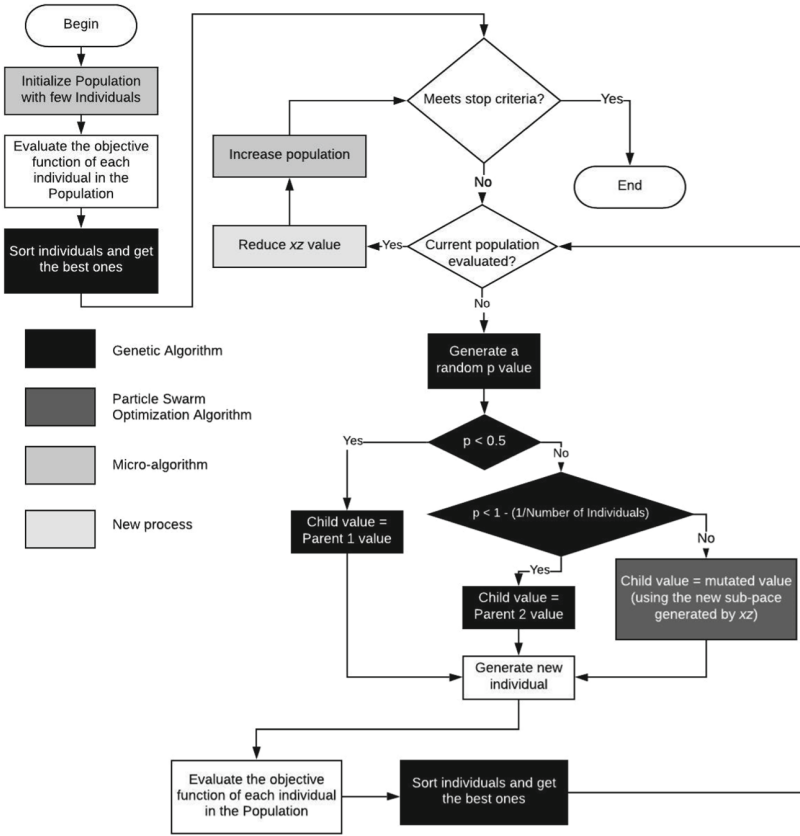 Begin
Initialize Population
with few Individuals
Evaluate the objective
function of each
individual in the
Population
Sort individuals and get
the best ones
Meets stop criteria?
Yes
End
No
Increase population
Reduce xz value
Yes
Current population
evaluated?
No
Generate a
random p value
p < 0.5
Yes
No
Child value =
Parent 1 value
p < 1 - (1/Number of Individuals)
Yes
No
Child value =
Parent 2 value
Child value = mutated value
(using the new sub-pace
generated by xz)
Generate new
individual
Evaluate the objective
function of each individual
in the Population
Sort individuals and get
the best ones
Genetic Algorithm
Particle Swarm
Optimization Algorithm
Micro-algorithm
New process